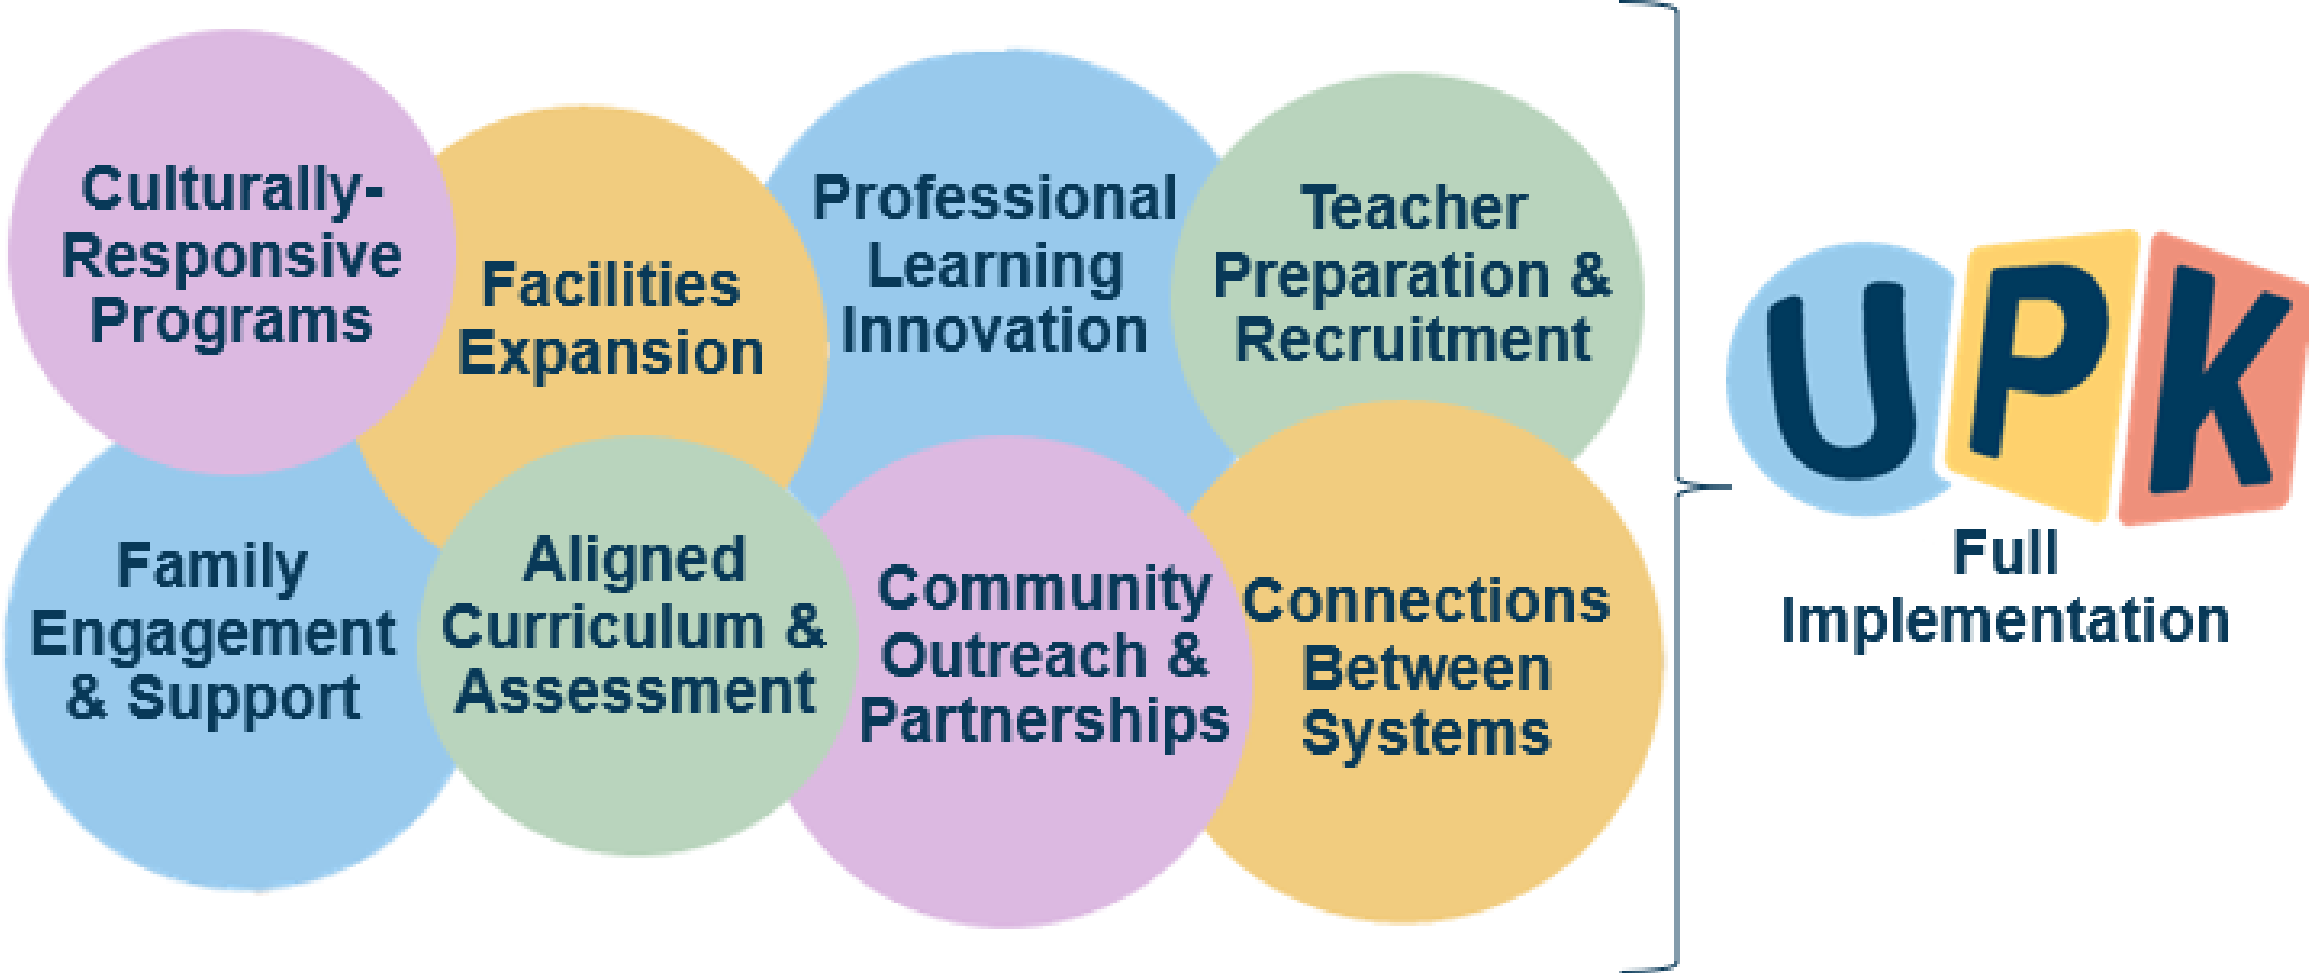 Culturally-
Responsive
Programs
Facilities
Expansion
Professional
Learning
Innovation
Teacher
Preparation &
Recruitment
Family
Engagement
& Support
Aligned
Curriculum &
Assessment
Community
Outreach &
Partnerships
Connections
Between
Systems
UPK
Full
Implementation